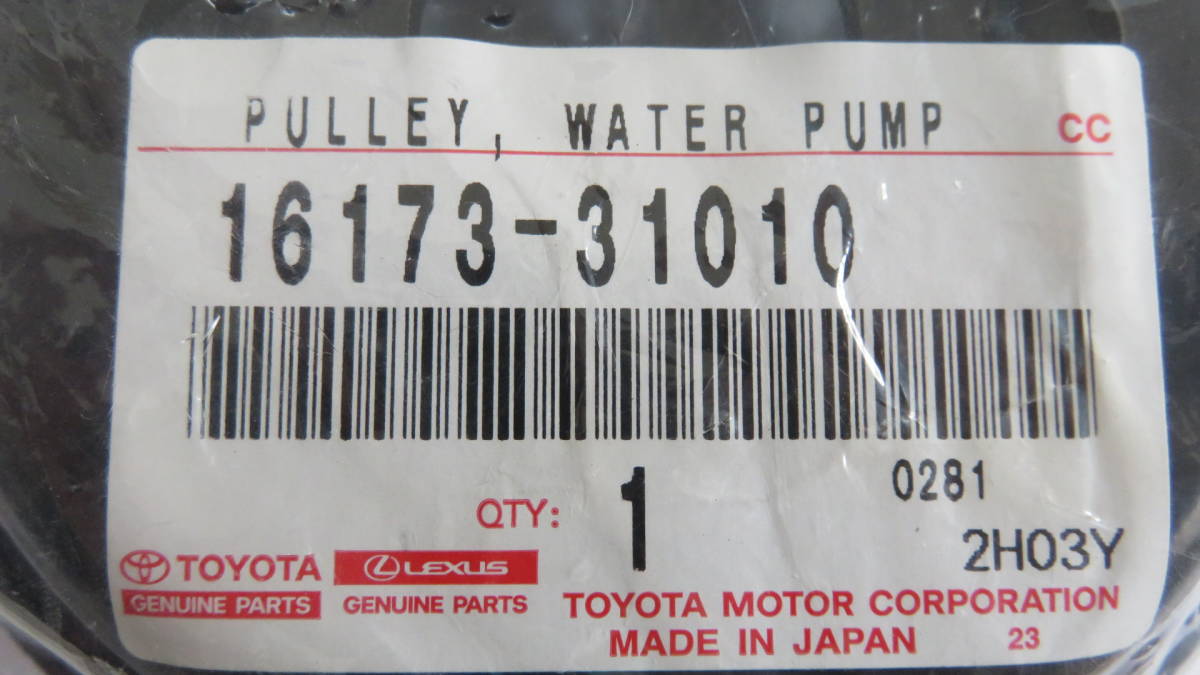 PULLEY, WATER PUMP CC
16173-31010
0281
QTY: 1
2H03Y
TOYOTA LEXUS
GENUINE PARTS GENUINE PARTS TOYOTA MOTOR CORPORATION
MADE IN JAPAN 23